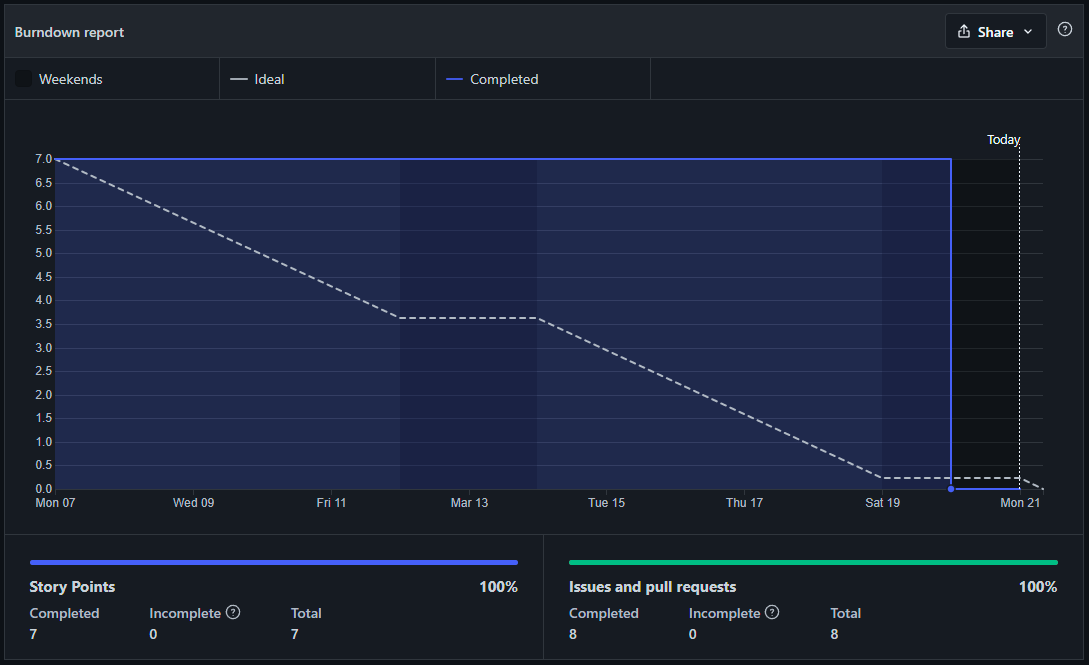 Burndown report
Share
Weekends
Ideal
Completed
Today
7.0
6.5
6.0
5.5
5.0
4.5
4.0
3.5
3.0
2.5
2.0
1.5
1.0
0.5
0.0
Mon 07 Wed 09 Fri 11 Mar 13 Tue 15 Thu 17 Sat 19 Mon 21
Story Points 100%
Completed Incomplete ? Total
7 0 7
Issues and pull requests 100%
Completed Incomplete ? Total
8 0 8